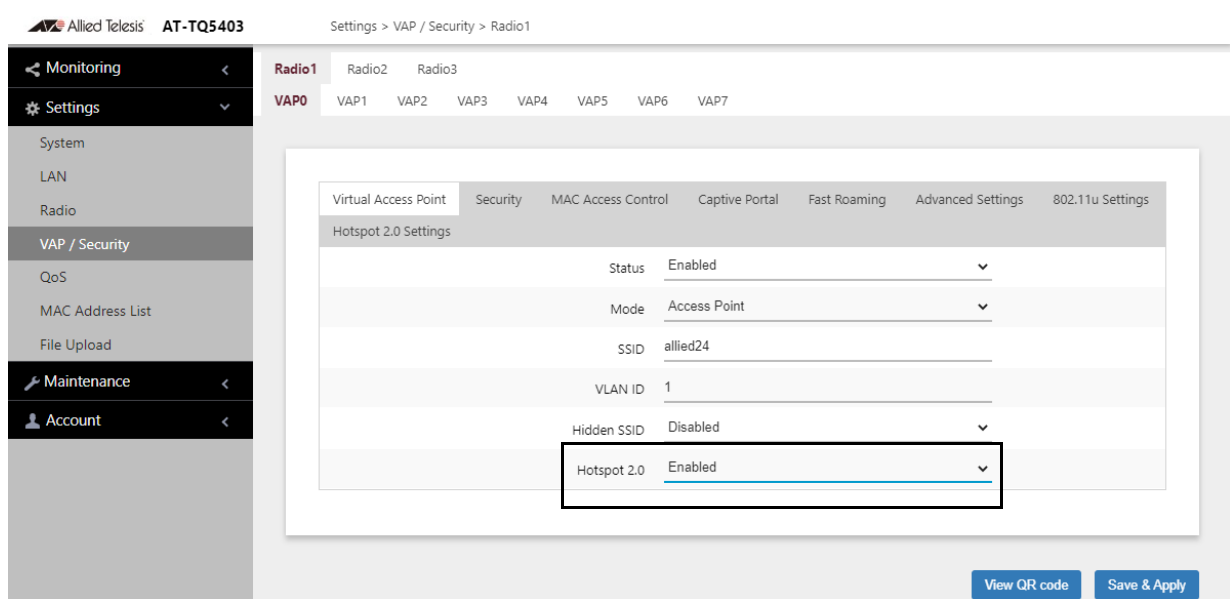 Allied Telesis AT-TQ5403 Settings > VAP / Security > Radio1
Monitoring
Settings
System
LAN
Radio
VAP / Security
QoS
MAC Address List
File Upload
Maintenance
Account
Radio1 Radio2 Radio3
VAP0 VAP1 VAP2 VAP3 VAP4 VAP5 VAP6 VAP7
Virtual Access Point Security MAC Access Control Captive Portal Fast Roaming Advanced Settings 802.11u Settings
Hotspot 2.0 Settings
Status Enabled
Mode Access Point
SSID allied24
VLAN ID 1
Hidden SSID Disabled
Hotspot 2.0 Enabled
View QR code Save & Apply